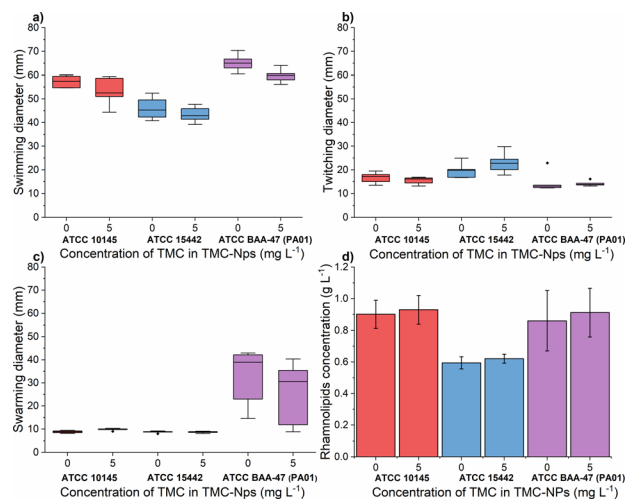 a)
Swimming diameter (mm)
80
70
60
50
40
30
20
10
0
0 5 0 5 0 5
ATCC 10145 ATCC 15442 ATCC BAA-47 (PA01)
Concentration of TMC in TMC-Nps (mg L⁻¹)
b)
Twitching diameter (mm)
80
70
60
50
40
30
20
10
0
0 5 0 5 0 5
ATCC 10145 ATCC 15442 ATCC BAA-47 (PA01)
Concentration of TMC in TMC-Nps (mg L⁻¹)
c)
Swarming diameter (mm)
80
70
60
50
40
30
20
10
0
0 5 0 5 0 5
ATCC 10145 ATCC 15442 ATCC BAA-47 (PA01)
Concentration of TMC in TMC-Nps (mg L⁻¹)
d)
Rhamnolipids concentration (g L⁻¹)
1.2
1.0
0.8
0.6
0.4
0.2
0.0
0 5 0 5 0 5
ATCC 10145 ATCC 15442 ATCC BAA-47 (PA01)
Concentration of TMC in TMC-NPs (mg L⁻¹)